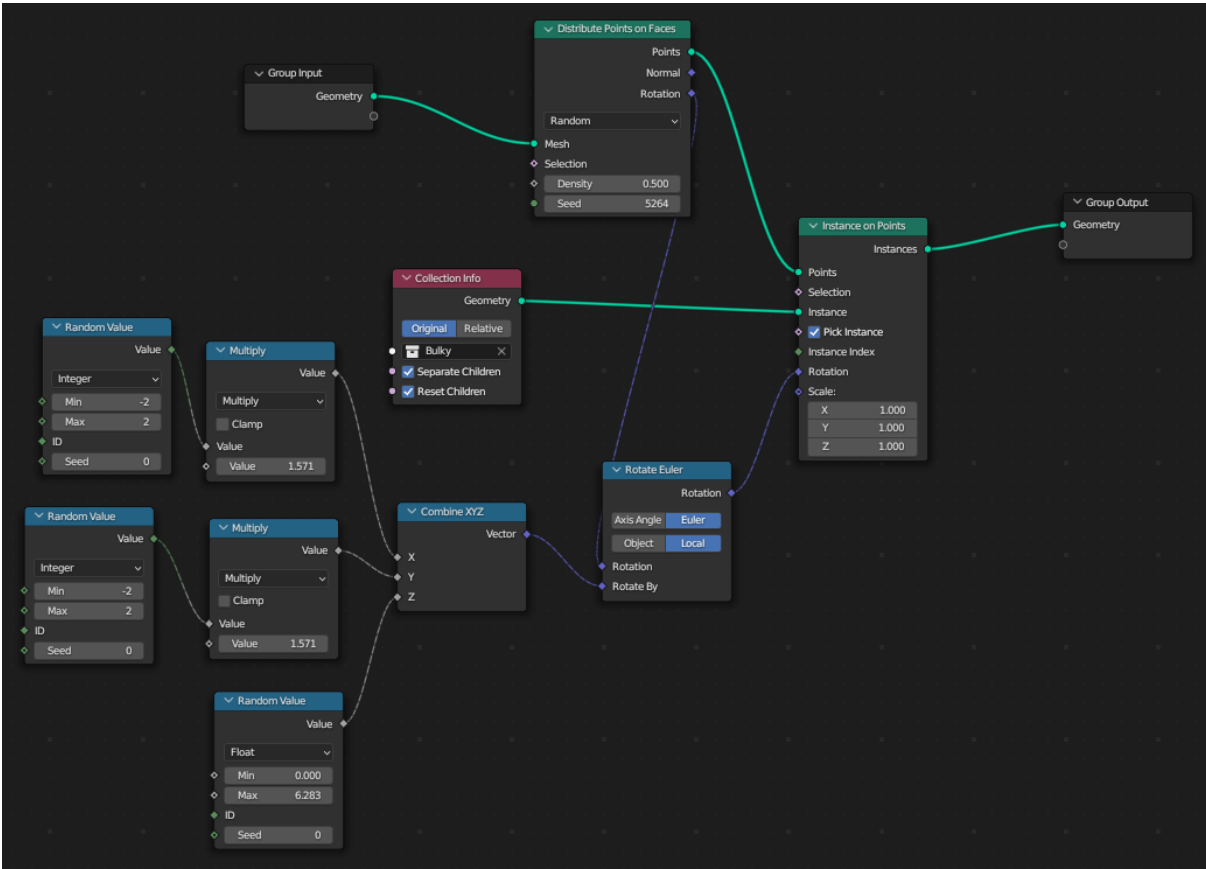 Group Input
Geometry
Distribute Points on Faces
Points
Normal
Rotation
Random
Mesh
Selection
Density 0.500
Seed 5264
Collection Info
Geometry
Original Relative
Bulky
Separate Children
Reset Children
Instance on Points
Instances
Points
Selection
Instance
Pick Instance
Instance Index
Rotation
Scale:
X 1.000
Y 1.000
Z 1.000
Group Output
Geometry
Random Value
Value
Integer
Min -2
Max 2
ID
Seed 0
Multiply
Value
Multiply
Clamp
Value
Value 1.571
Random Value
Value
Integer
Min -2
Max 2
ID
Seed 0
Multiply
Value
Multiply
Clamp
Value
Value 1.571
Combine XYZ
Vector
X
Y
Z
Rotate Euler
Rotation
Axis Angle Euler
Object Local
Rotation
Rotate By
Random Value
Value
Float
Min 0.000
Max 6.283
ID
Seed 0